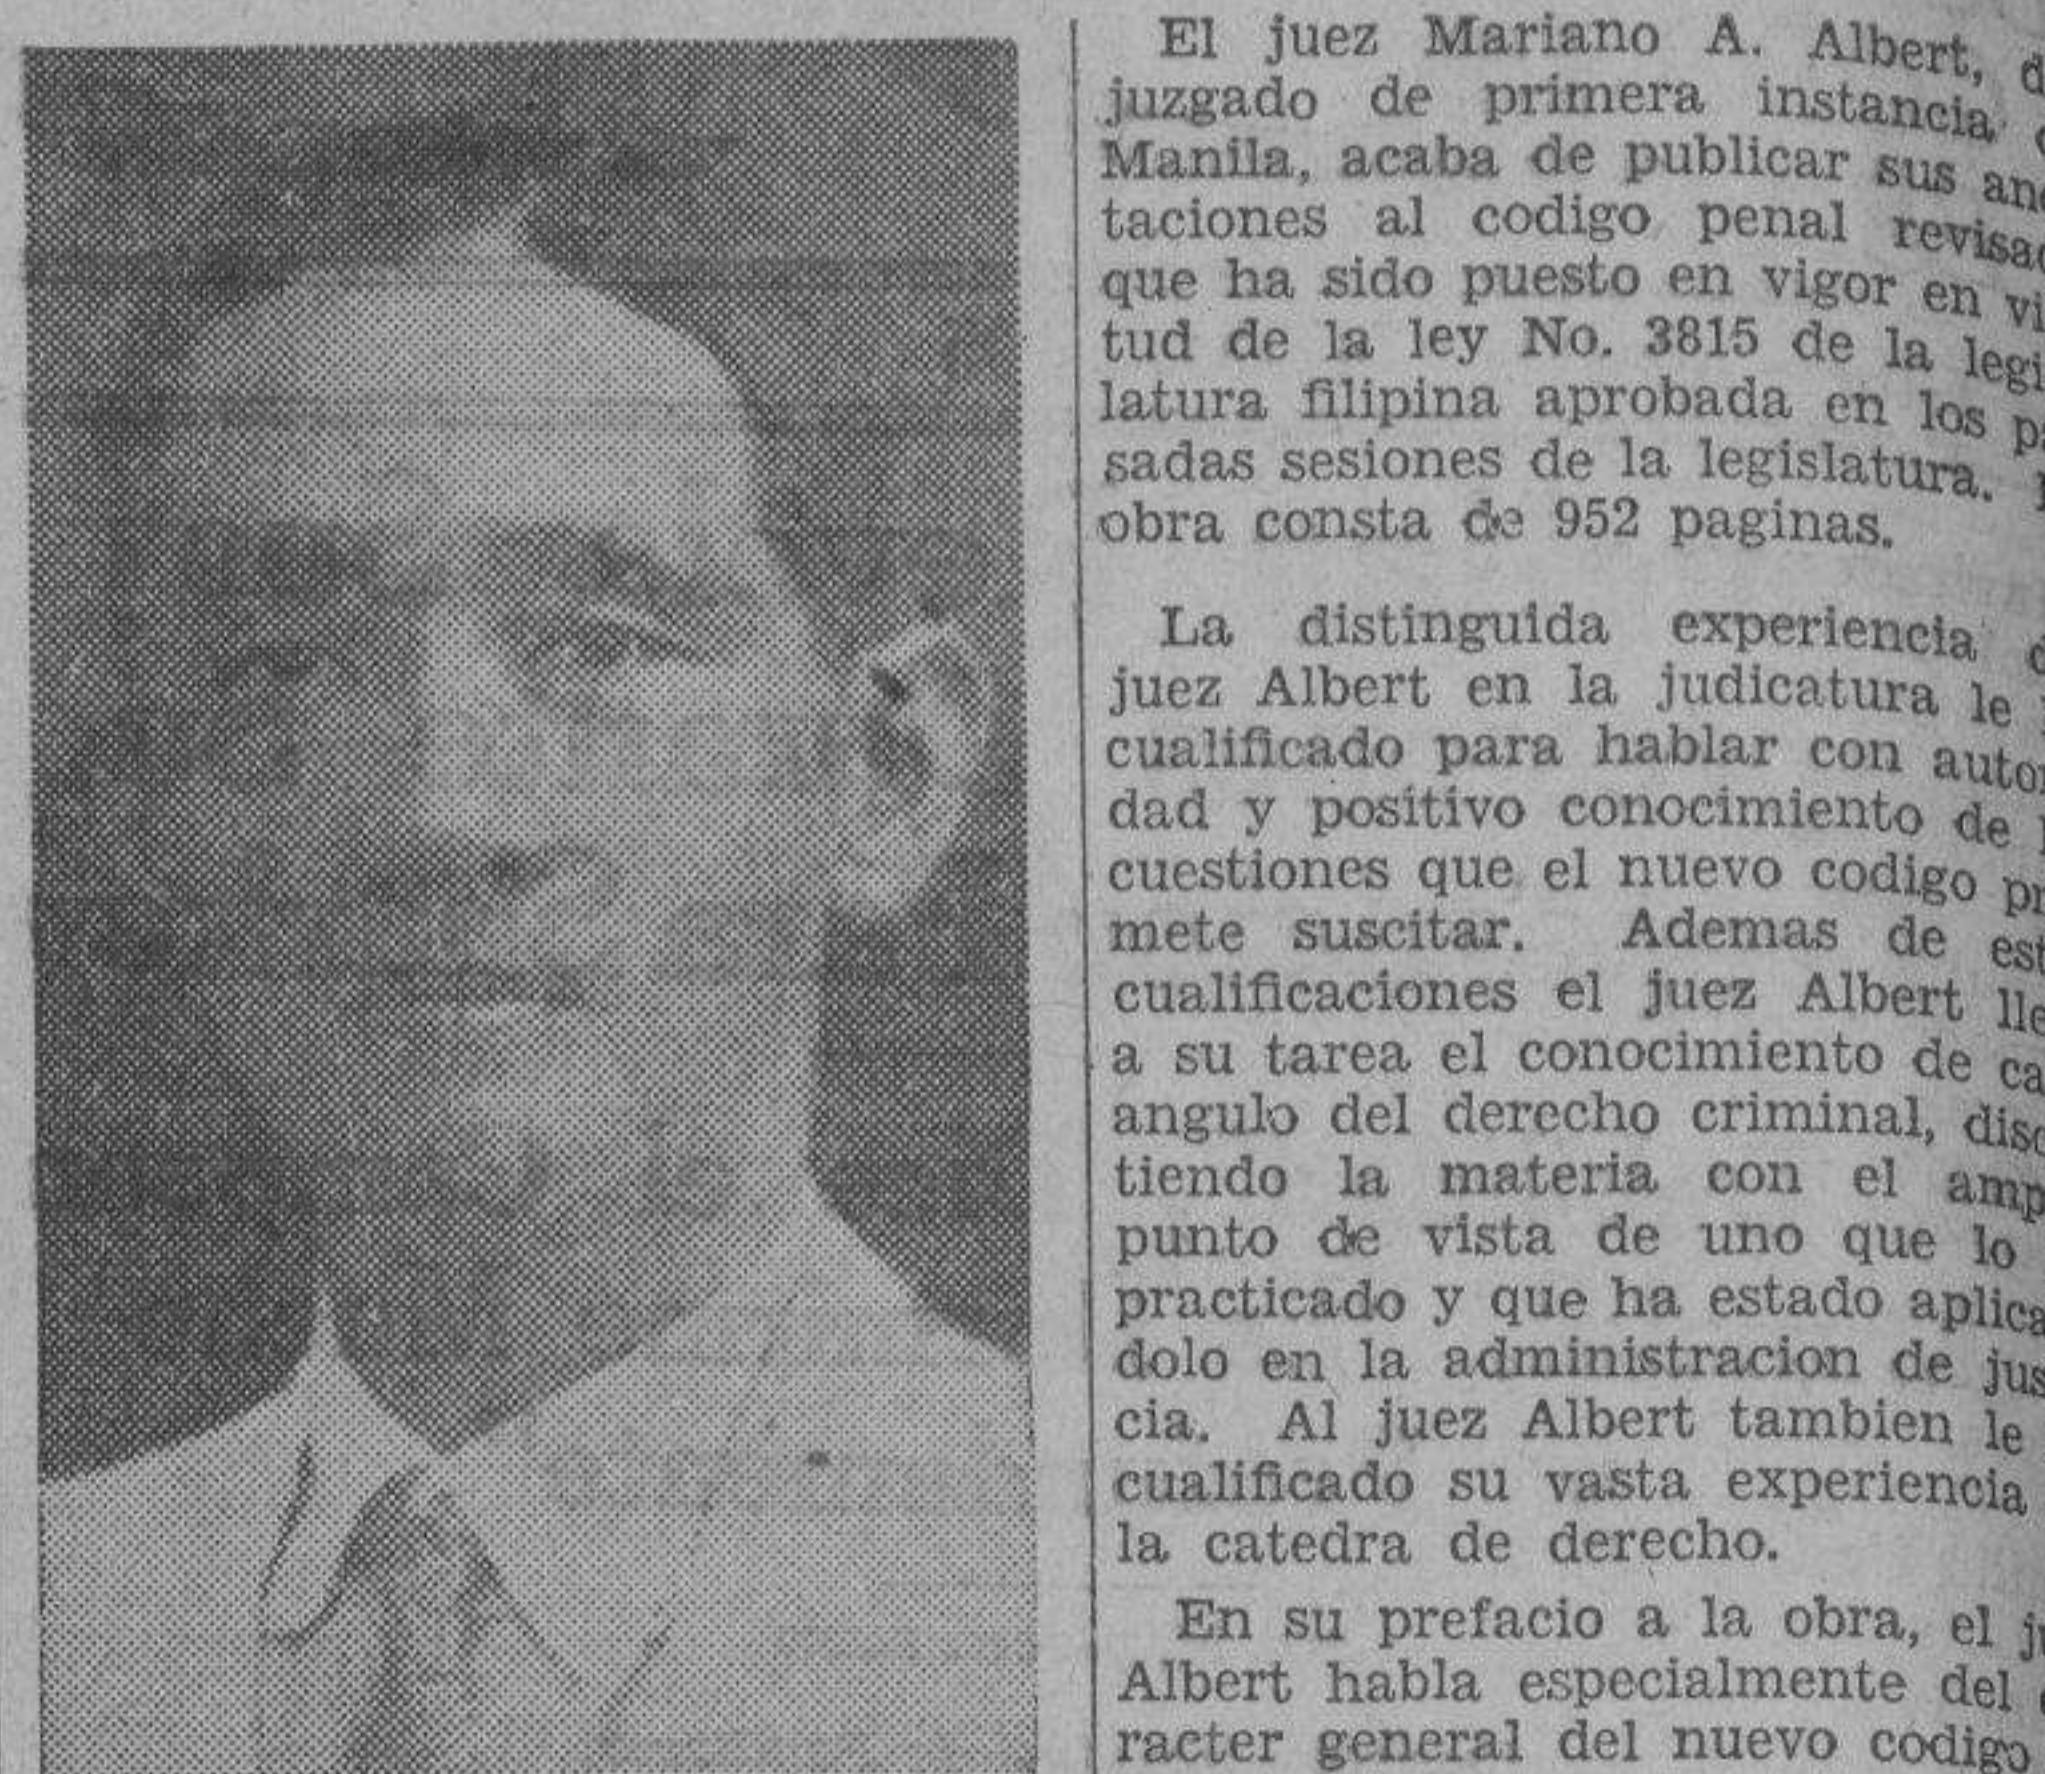 El juez Mariano A. Albert,
juzgado de primera instancia
Manila, acaba de publicar sus
taciones al codigo penal
que ha sido puesto en vigor en
tud de la ley No. 3815 de la
latura filipina aprobada en los
sadas sesiones de la legislatura.
obra consta de 952 paginas.
La distinguida experiencia
juez Albert en la judicatura le
cualificado para hablar con
dad y positivo conocimiento de
cuestiones que el nuevo codigo
mete suscitar. Ademas de
cualificaciones el juez Albert
a su tarea el conocimiento de
angulo del derecho criminal,
tiendo la materia con el
punto de vista de uno que lo
practicado y que ha estado
dolo en la administracion de
cia. Al juez Albert tambien le
cualificado su vasta experiencia
la catedra de derecho.
En su prefacio a la obra, el
Albert habla especialmente del
racter general del nuevo codigo